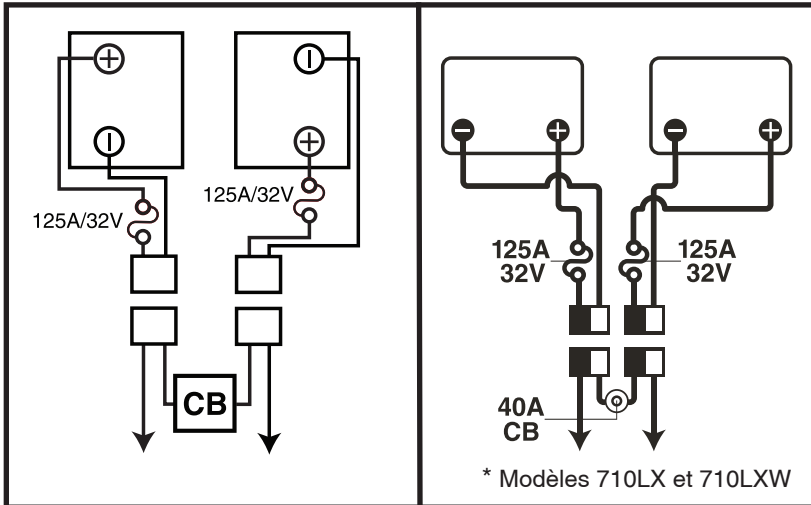 125A/32V
125A/32V
CB
125A
32V
125A
32V
40A
CB
* Modèles 710LX et 710LXW